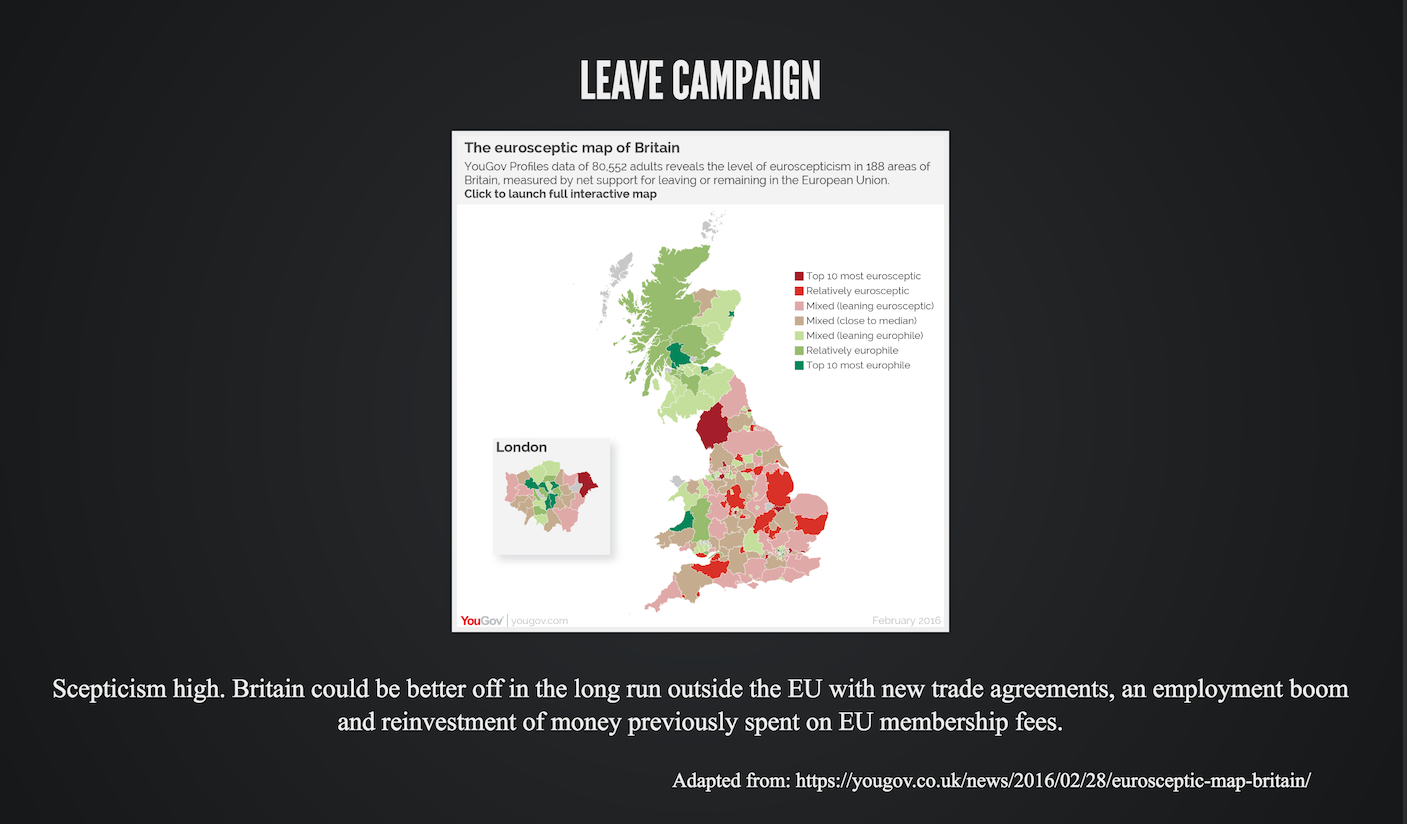 LEAVE CAMPAIGN
The eurosceptic map of Britain
YouGov Profiles data of 80,552 adults reveals the level of euroscepticism in 188 areas of
Britain, measured by net support for leaving or remaining in the European Union.
Click to launch full interactive map
Top 10 most eurosceptic
Relatively eurosceptic
Mixed (leaning eurosceptic)
Mixed (close to median)
Mixed (leaning europhile)
Relatively europhile
Top 10 most europhile
London
YouGov | yougov.com
February 2016
Scepticism high. Britain could be better off in the long run outside the EU with new trade agreements, an employment boom
and reinvestment of money previously spent on EU membership fees.
Adapted from: https://yougov.co.uk/news/2016/02/28/eurosceptic-map-britain/